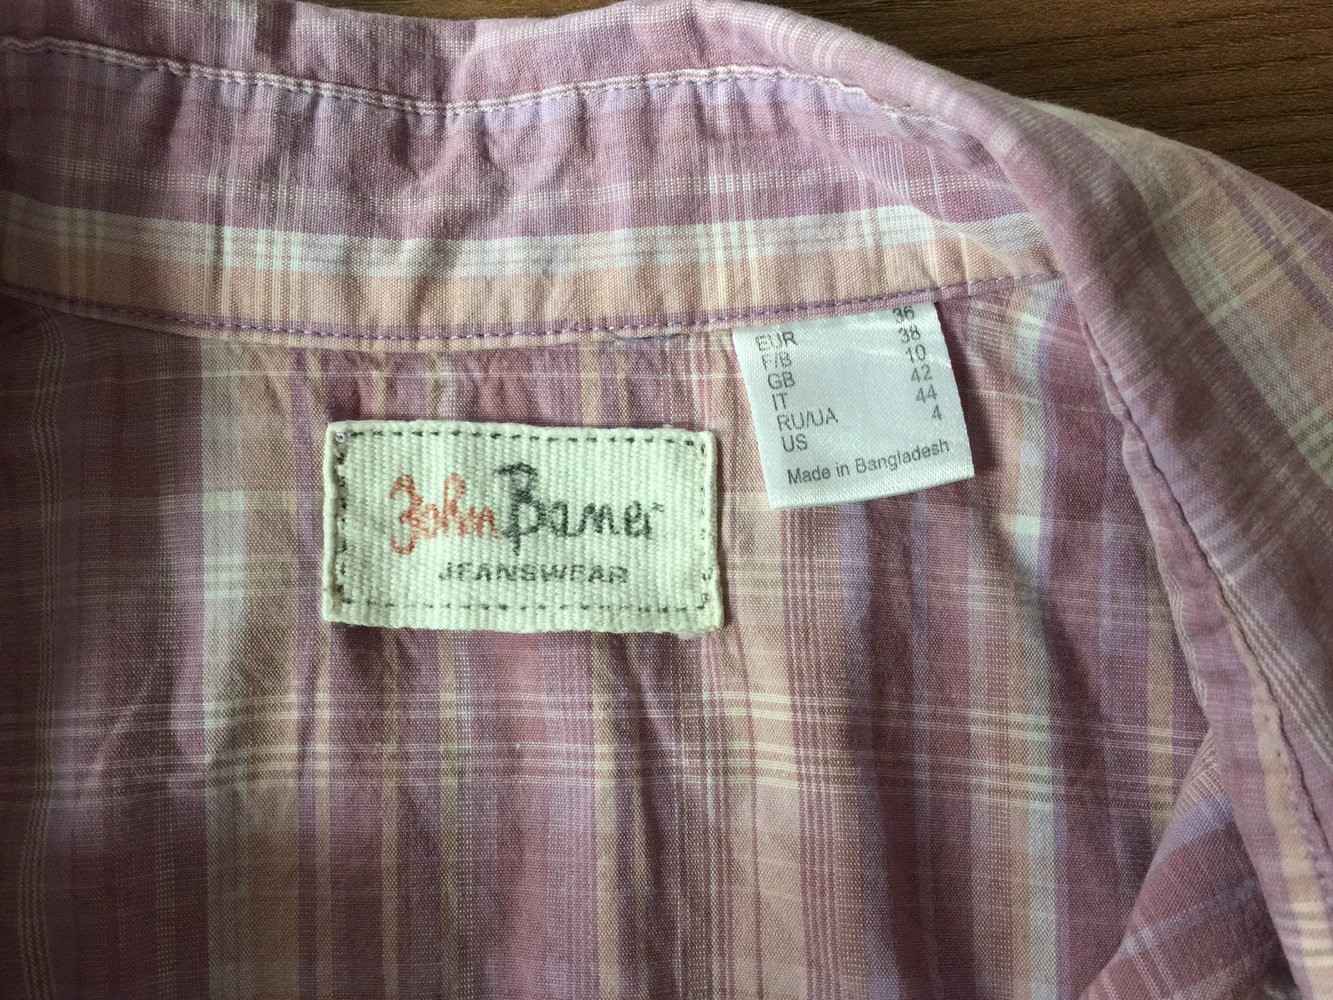 John Baner
JEANSWEAR
EUR 36
F/B 38
GB 10
IT 42
RU/UA 44
US 4
Made in Bangladesh